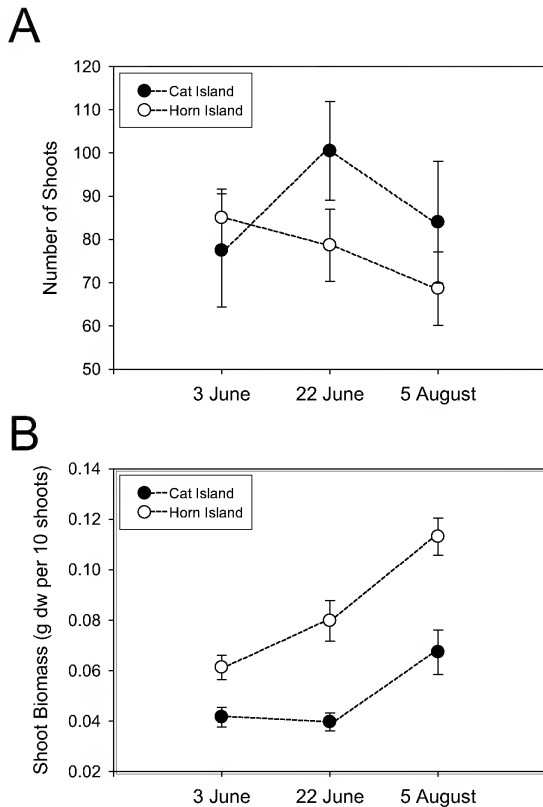 A
120
110
100
90
80
70
60
50
Number of Shoots
Cat Island
Horn Island
3 June
22 June
5 August
B
0.14
0.12
0.10
0.08
0.06
0.04
0.02
Shoot Biomass (g dw per 10 shoots)
Cat Island
Horn Island
3 June
22 June
5 August